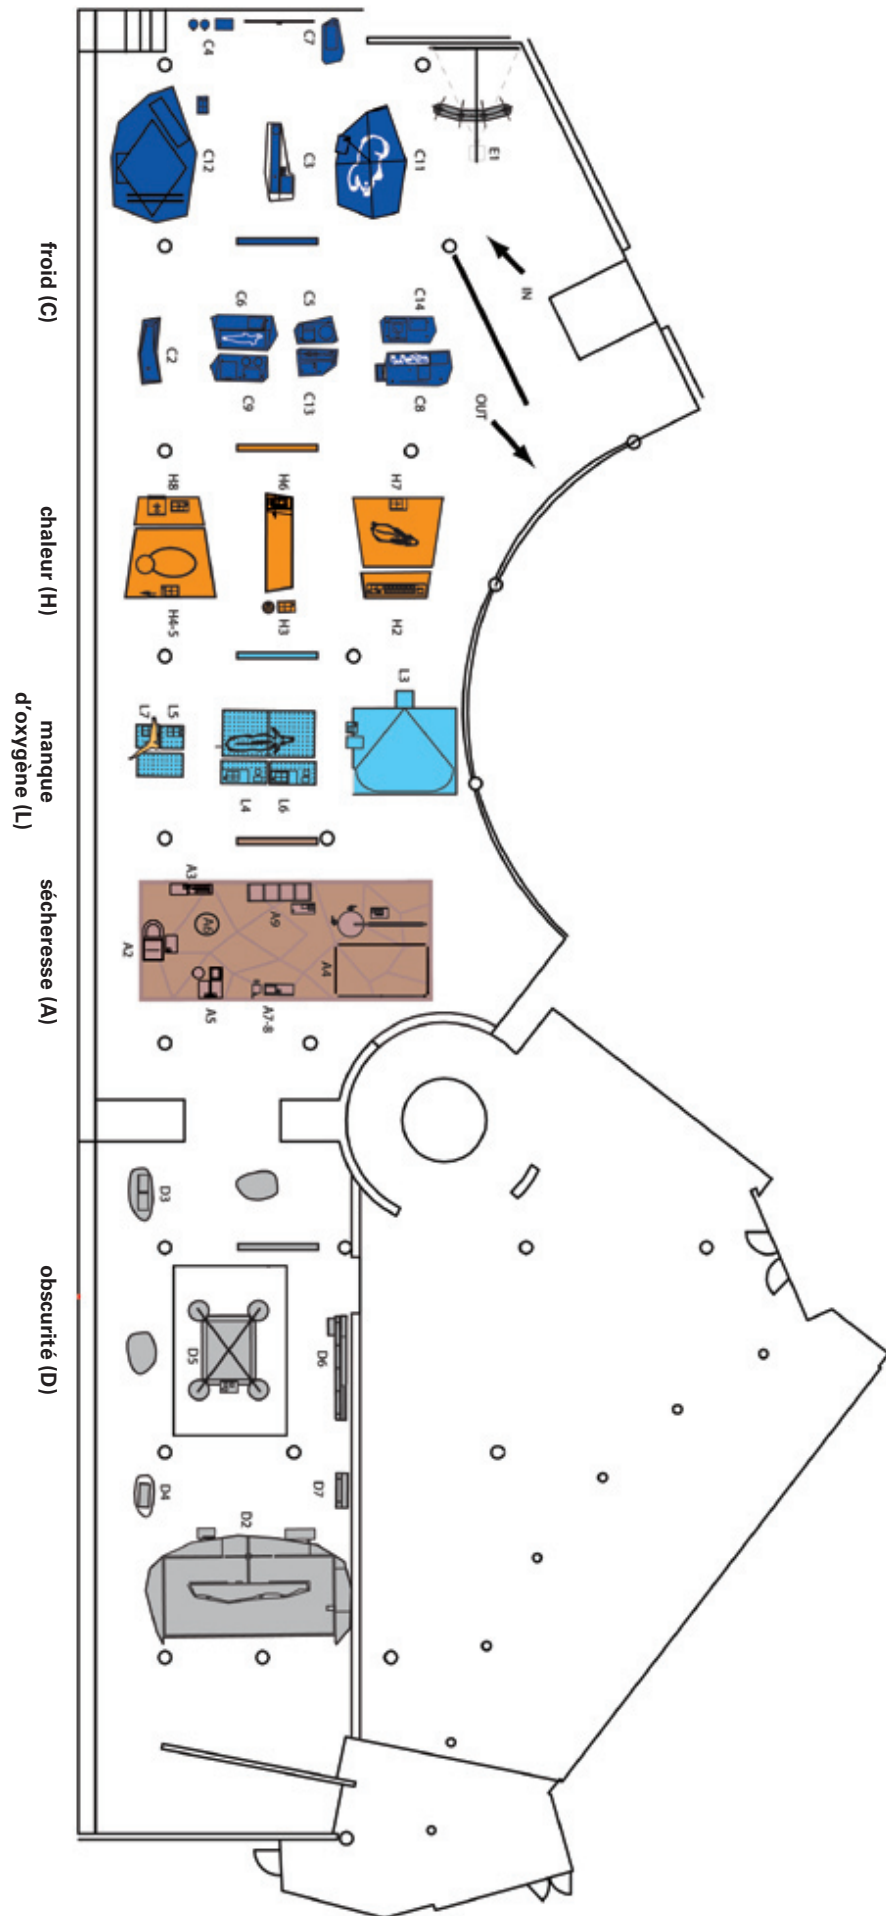 C4
C7
C12
C3
C11
E1
froid (C)
IN
C6
C5
C14
C2
C9
C13
C8
OUT
chaleur (H)
H8
H6
H7
H4-5
H3
H2
manque
d'oxygène (L)
L7
L5
L3
L4
L6
sécheresse (A)
A3
A9
A6
A2
A4
A5
A7-8
obscurité (D)
D3
D5
D6
D4
D7
D2